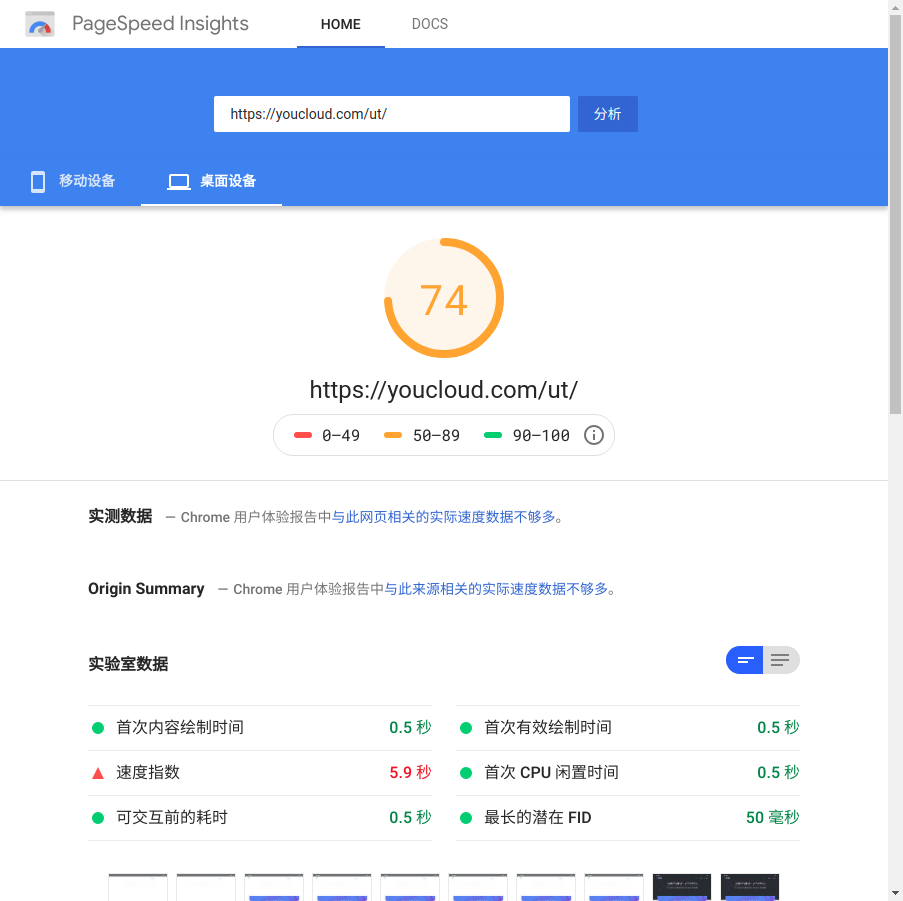 PageSpeed Insights HOME DOCS
https://youcloud.com/ut/ 分析
移动设备 桌面设备
74
https://youcloud.com/ut/
0–49 50–89 90–100
实测数据 — Chrome 用户体验报告中与此网页相关的实际速度数据不够多。
Origin Summary — Chrome 用户体验报告中与此来源相关的实际速度数据不够多。
实验室数据
首次内容绘制时间 0.5 秒 首次有效绘制时间 0.5 秒
速度指数 5.9 秒 首次 CPU 闲置时间 0.5 秒
可交互前的耗时 0.5 秒 最长的潜在 FID 50 毫秒